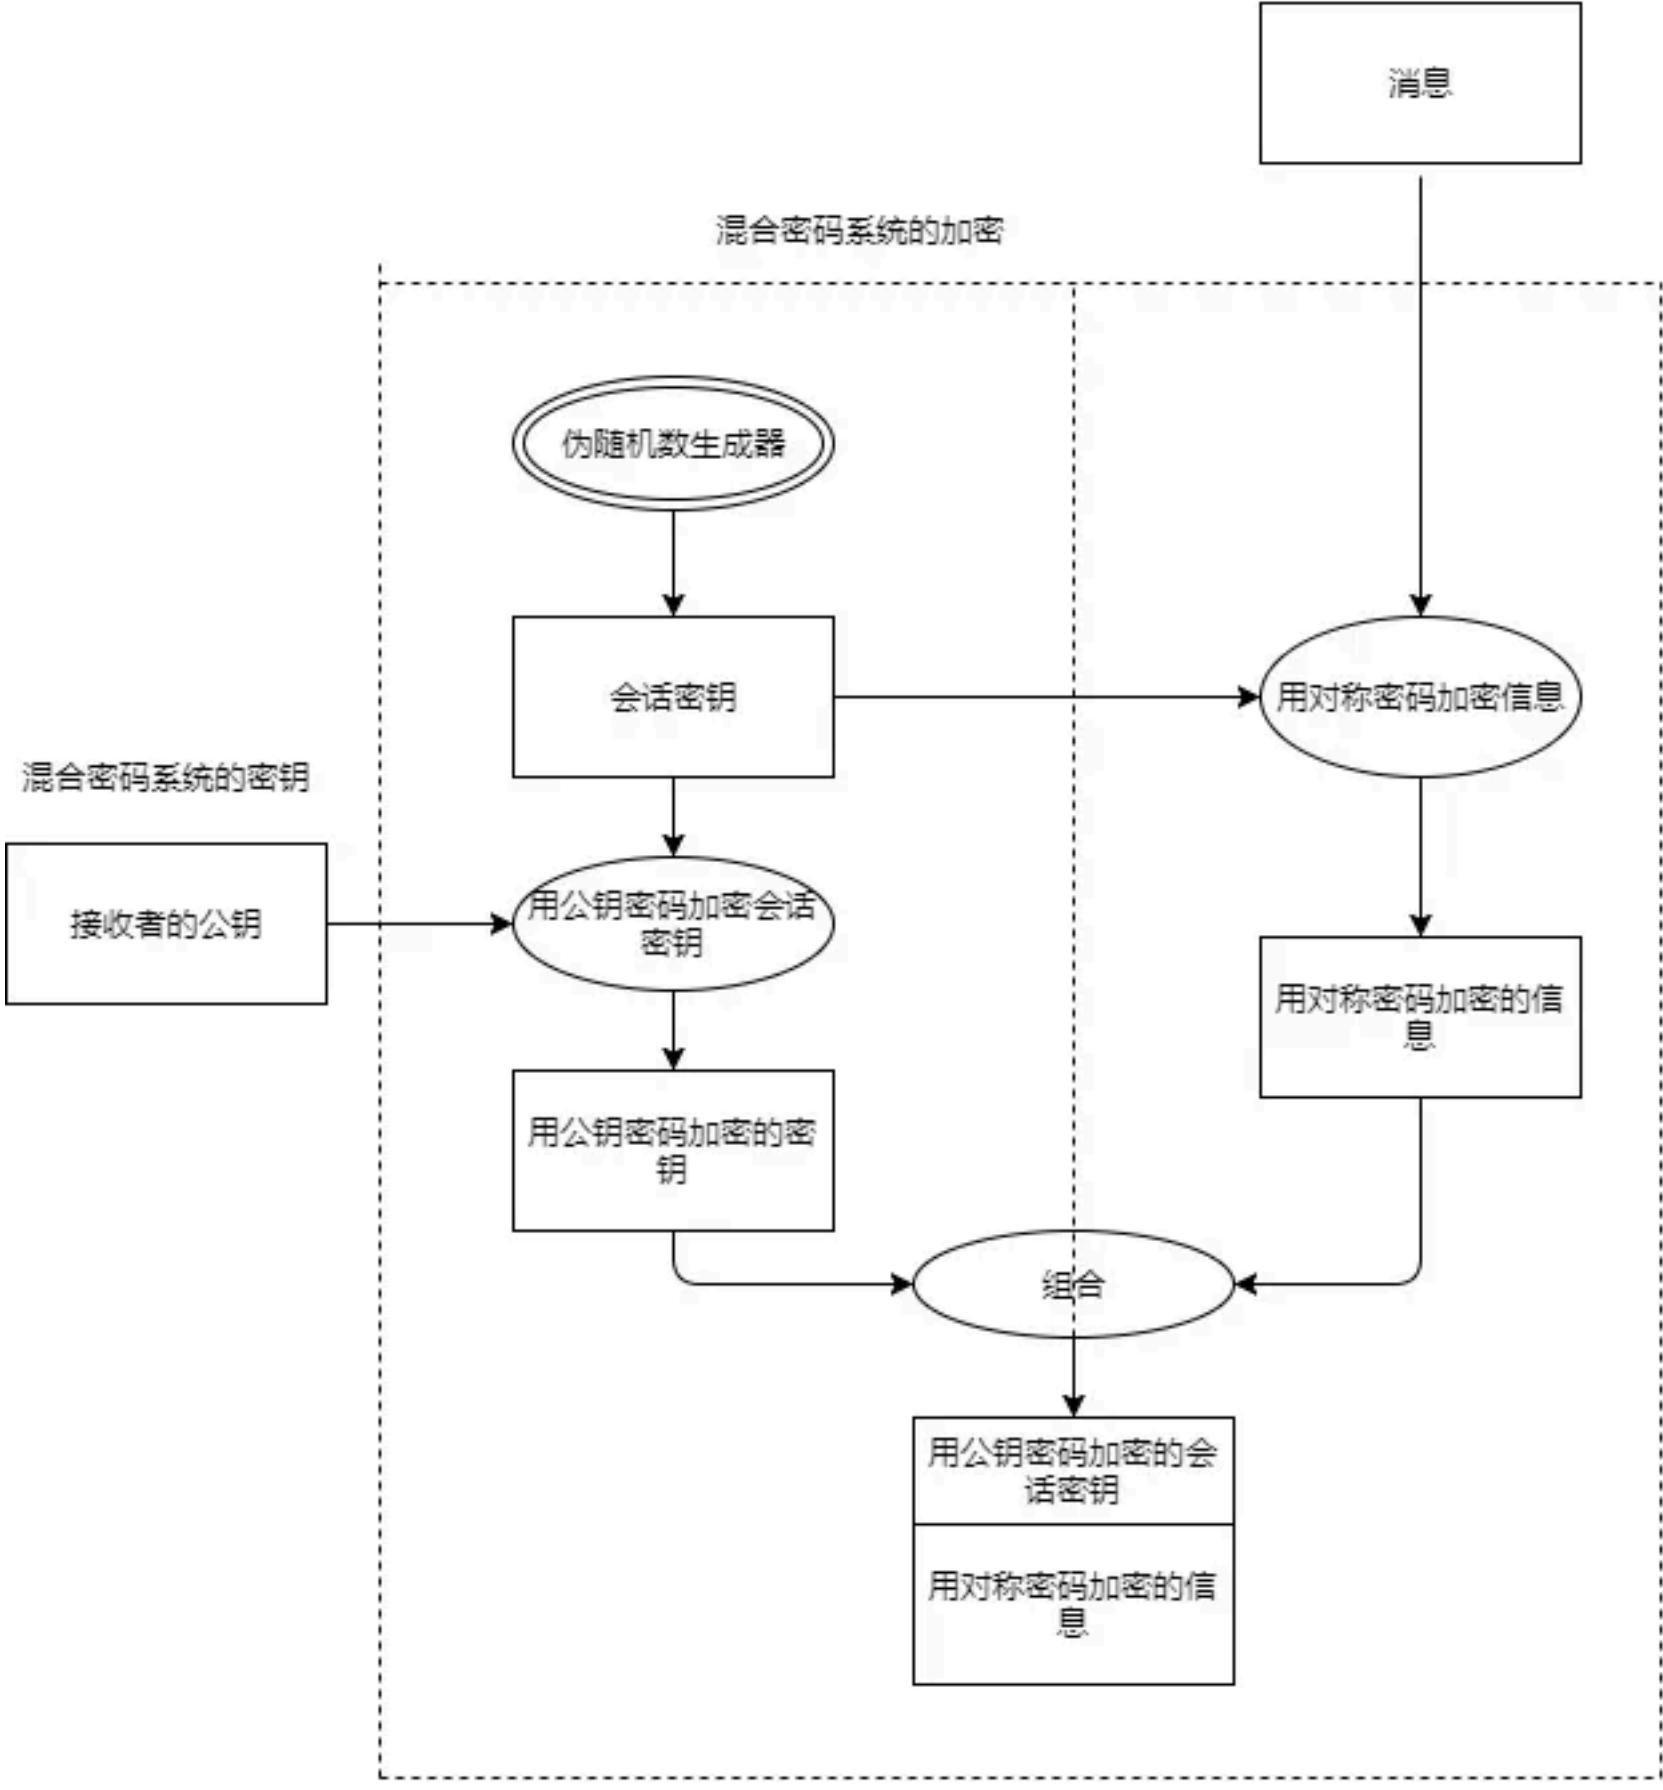 消息
混合密码系统的加密
伪随机数生成器
会话密钥
用对称密码加密信息
混合密码系统的密钥
接收者的公钥
用公钥密码加密会话
密钥
用对称密码加密的信
息
用公钥密码加密的密
钥
组合
用公钥密码加密的会
话密钥
用对称密码加密的信
息